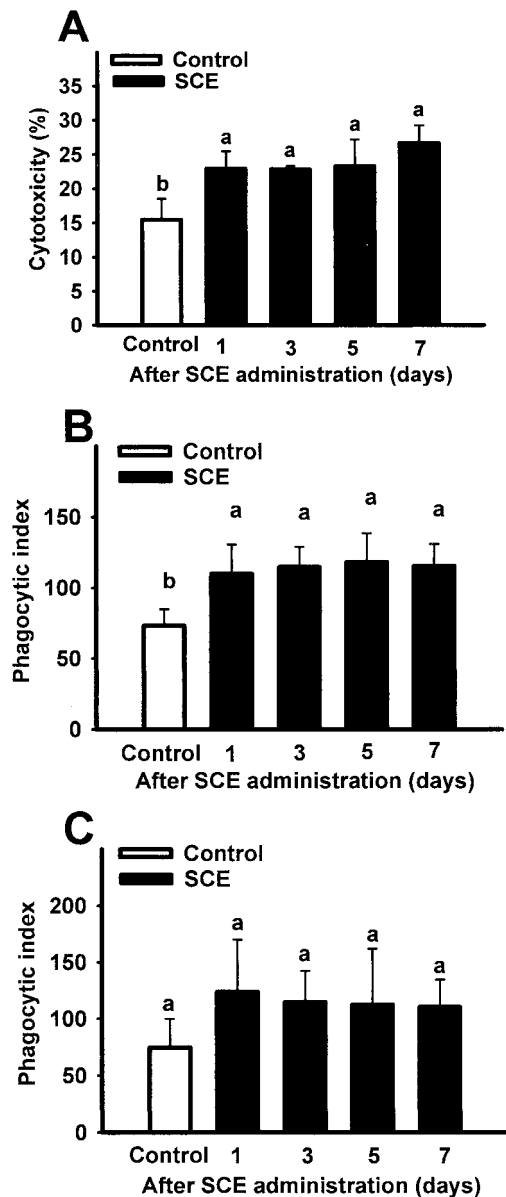 A
Control
SCE
Cytotoxicity (%)
35
30
25
20
15
10
5
0
b
a
a
a
a
Control 1 3 5 7
After SCE administration (days)
B
Control
SCE
Phagocytic index
150
100
50
0
b
a
a
a
a
Control 1 3 5 7
After SCE administration (days)
C
Control
SCE
Phagocytic index
200
150
100
50
0
a
a
a
a
a
Control 1 3 5 7
After SCE administration (days)